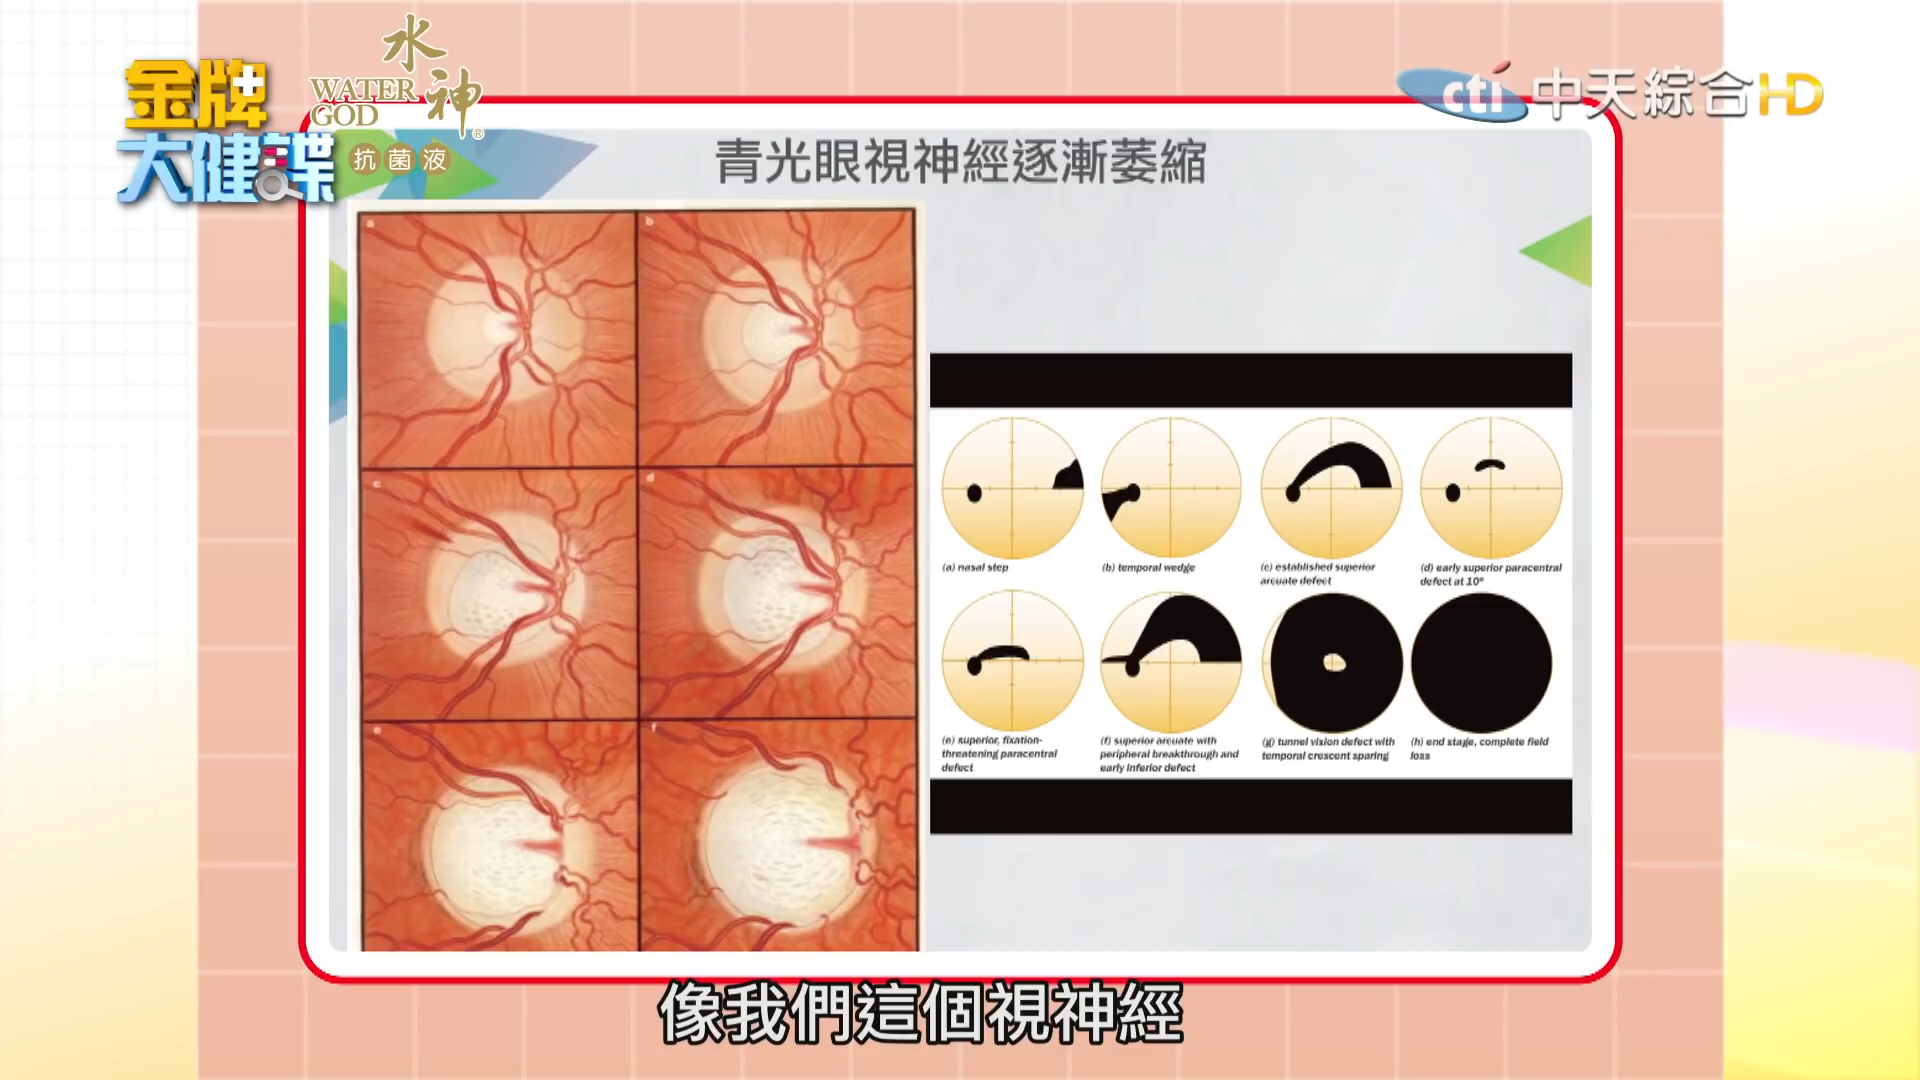 金牌
大健諜
水神
WATER
GOD
®
抗菌液
cti 中天綜合HD
青光眼視神經逐漸萎縮
a
b
c
d
e
f
(a) nasal step
(b) temporal wedge
(c) established superior
arcuate defect
(d) early superior paracentral
defect at 10º
(e) superior, fixation-
threatening paracentral
defect
(f) superior arcuate with
peripheral breakthrough and
early inferior defect
(g) tunnel vision defect with
temporal crescent sparing
(h) end stage, complete field
loss
像我們這個視神經